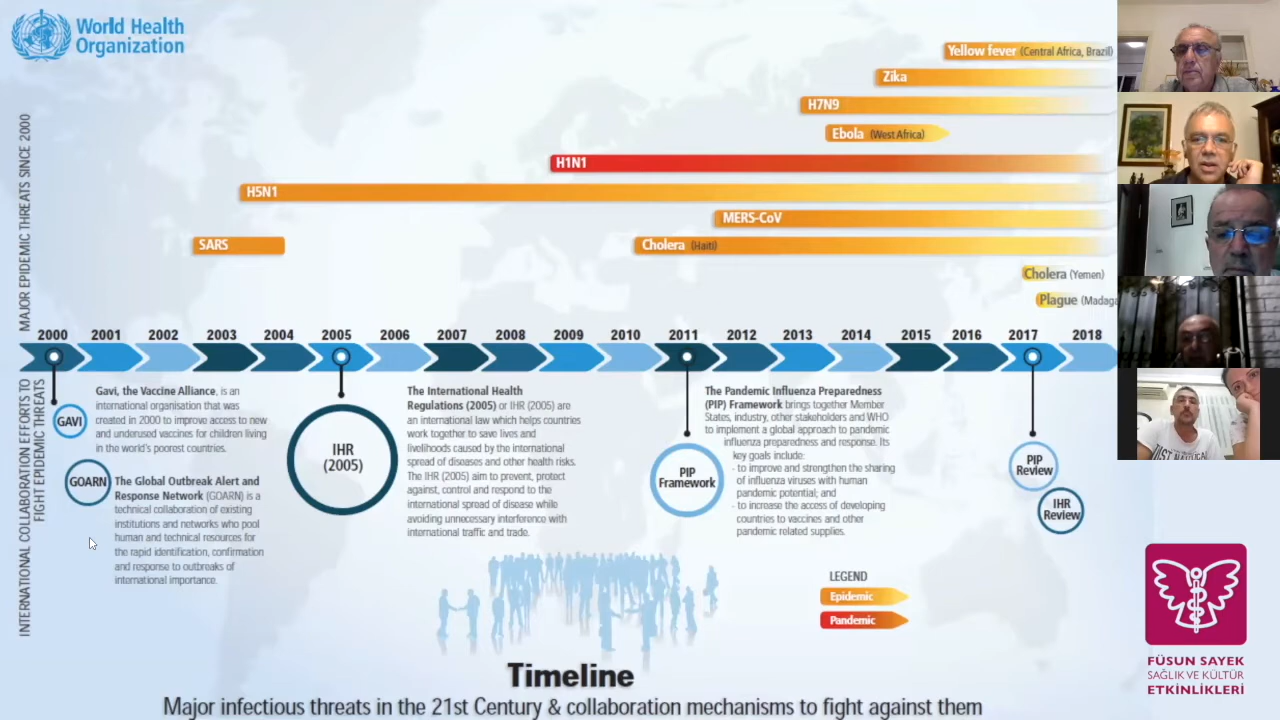 World Health
Organization
MAJOR EPIDEMIC THREATS SINCE 2000
Yellow fever (Central Africa, Brazil)
Zika
H7N9
Ebola (West Africa)
H1N1
H5N1
MERS-CoV
SARS
Cholera (Haiti)
Cholera (Yemen)
Plague (Madaga
2000 2001 2002 2003 2004 2005 2006 2007 2008 2009 2010 2011 2012 2013 2014 2015 2016 2017 2018
INTERNATIONAL COLLABORATION EFFORTS TO
FIGHT EPIDEMIC THREATS
GAVI
Gavi, the Vaccine Alliance, is an
international organisation that was
created in 2000 to improve access to new
and underused vaccines for children living
in the world's poorest countries.
GOARN
The Global Outbreak Alert and
Response Network (GOARN) is a
technical collaboration of existing
institutions and networks who pool
human and technical resources for
the rapid identification, confirmation
and response to outbreaks of
international importance.
IHR
(2005)
The International Health
Regulations (2005) or IHR (2005) are
an international law which helps countries
work together to save lives and
livelihoods caused by the international
spread of diseases and other health risks.
The IHR (2005) aim to prevent, protect
against, control and respond to the
international spread of disease while
avoiding unnecessary interference with
international traffic and trade.
PIP
Framework
The Pandemic Influenza Preparedness
(PIP) Framework brings together Member
States, industry, other stakeholders and WHO
to implement a global approach to pandemic
influenza preparedness and response. Its
key goals include:
- to improve and strengthen the sharing
of influenza viruses with human
pandemic potential; and
- to increase the access of developing
countries to vaccines and other
pandemic related supplies.
PIP
Review
IHR
Review
LEGEND
Epidemic
Pandemic
Timeline
Major infectious threats in the 21st Century & collaboration mechanisms to fight against them
FÜSUN SAYEK
SAĞLIK VE KÜLTÜR
ETKİNLİKLERİ